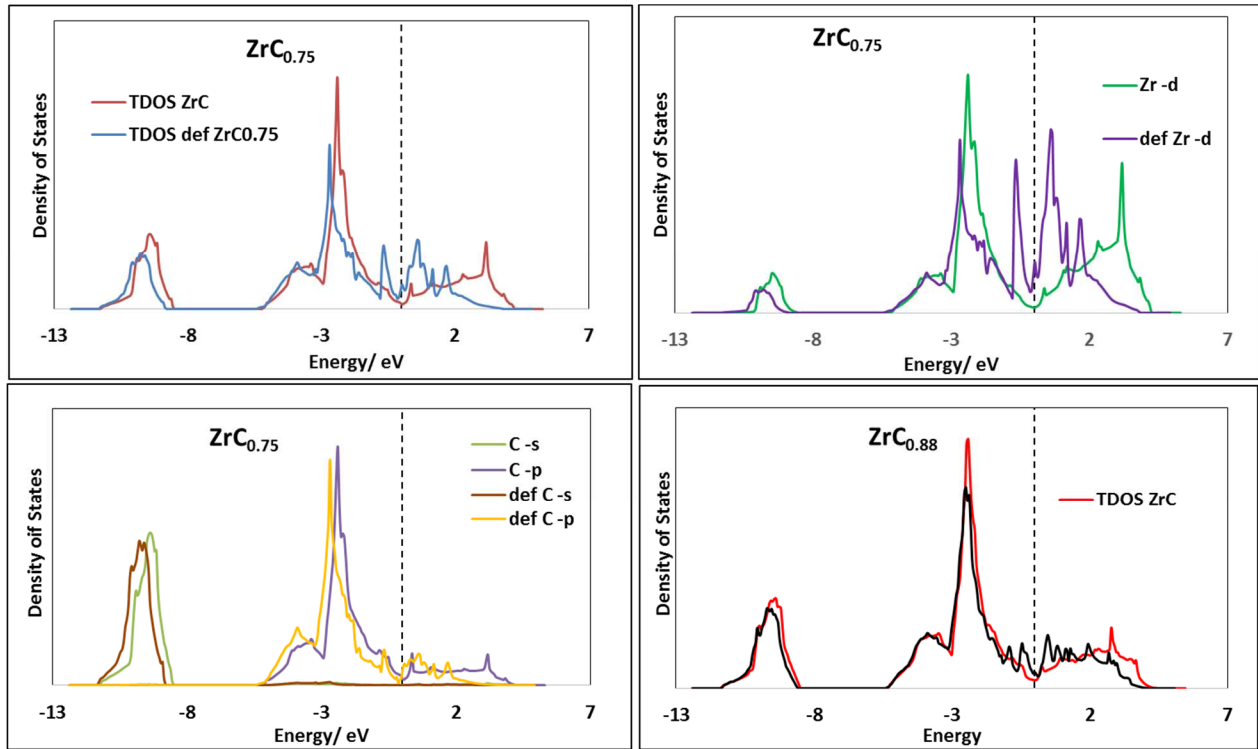 ZrC0.75
TDOS ZrC
TDOS def ZrC0.75
Density of States
-13
-8
-3
2
7
Energy/ eV
ZrC0.75
Zr -d
def Zr -d
Density of States
-13
-8
-3
2
7
Energy/ eV
ZrC0.75
C -s
C -p
def C -s
def C -p
Density oif States
-13
-8
-3
2
7
Energy/ eV
ZrC0.88
TDOS ZrC
Density of States
-13
-8
-3
2
7
Energy